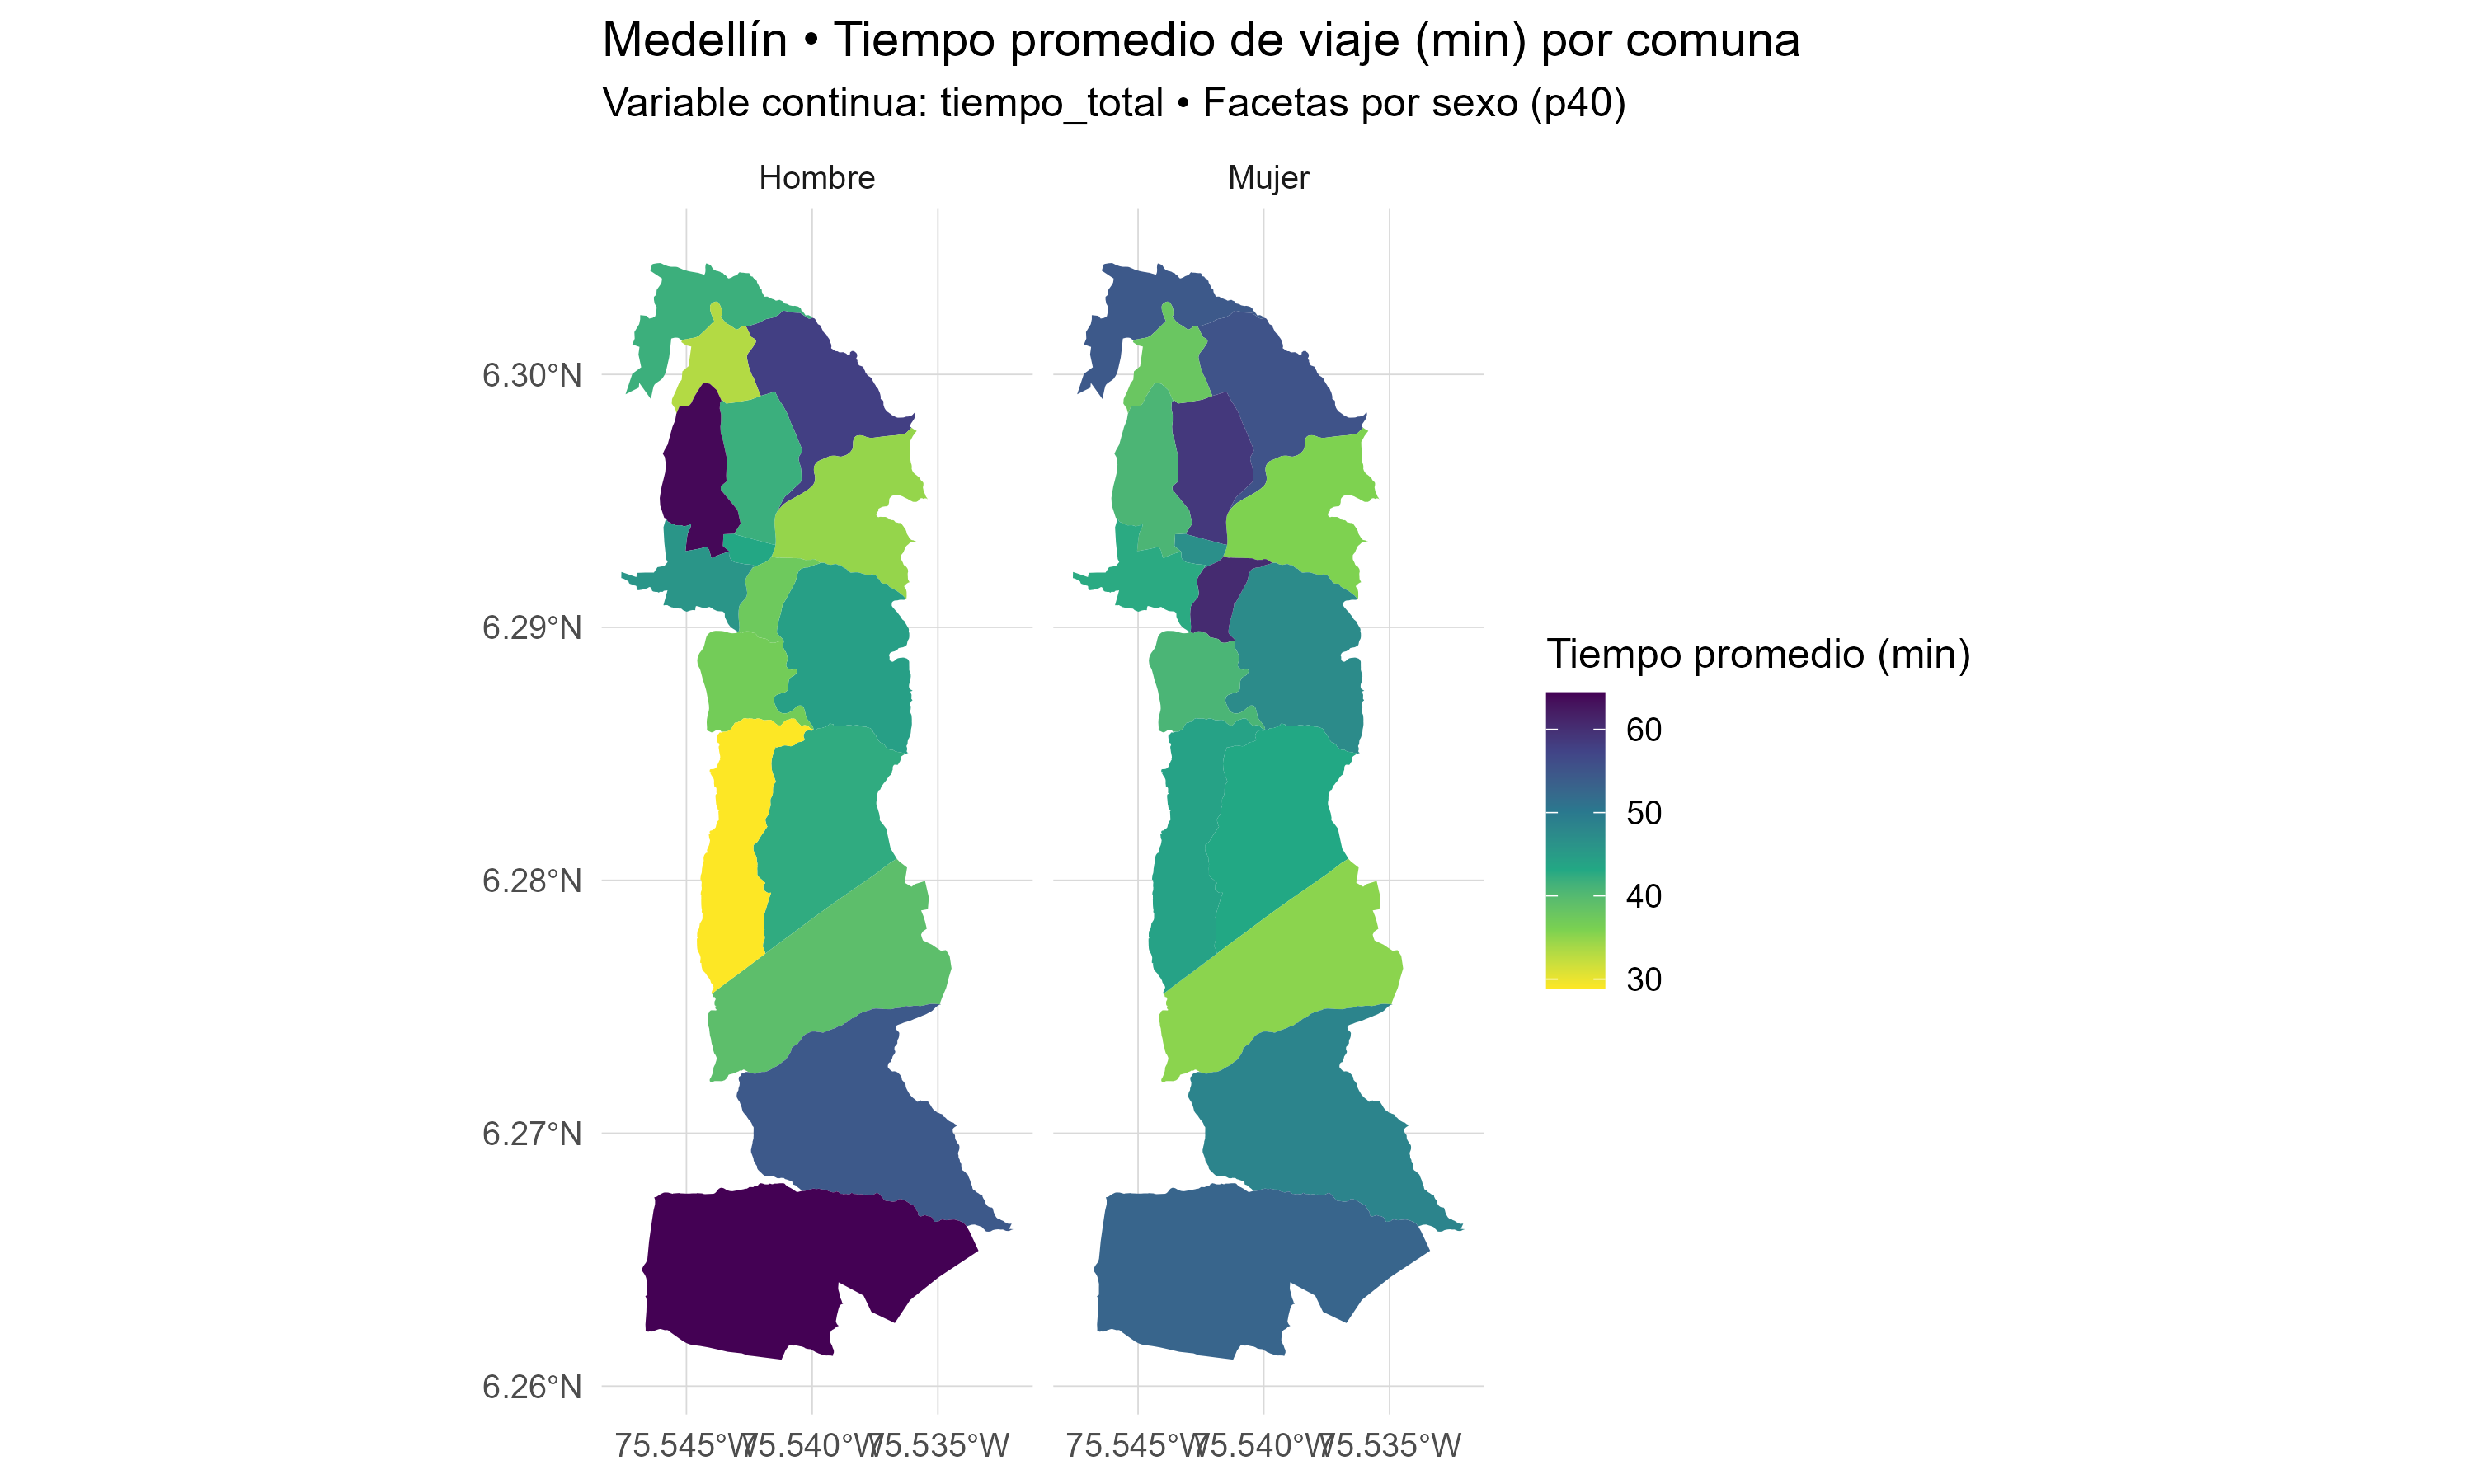 Medellín • Tiempo promedio de viaje (min) por comuna
Variable continua: tiempo_total • Facetas por sexo (p40)
Hombre
Mujer
6.30°N
6.29°N
6.28°N
6.27°N
6.26°N
75.545°W 75.540°W 75.535°W
75.545°W 75.540°W 75.535°W
Tiempo promedio (min)
60
50
40
30